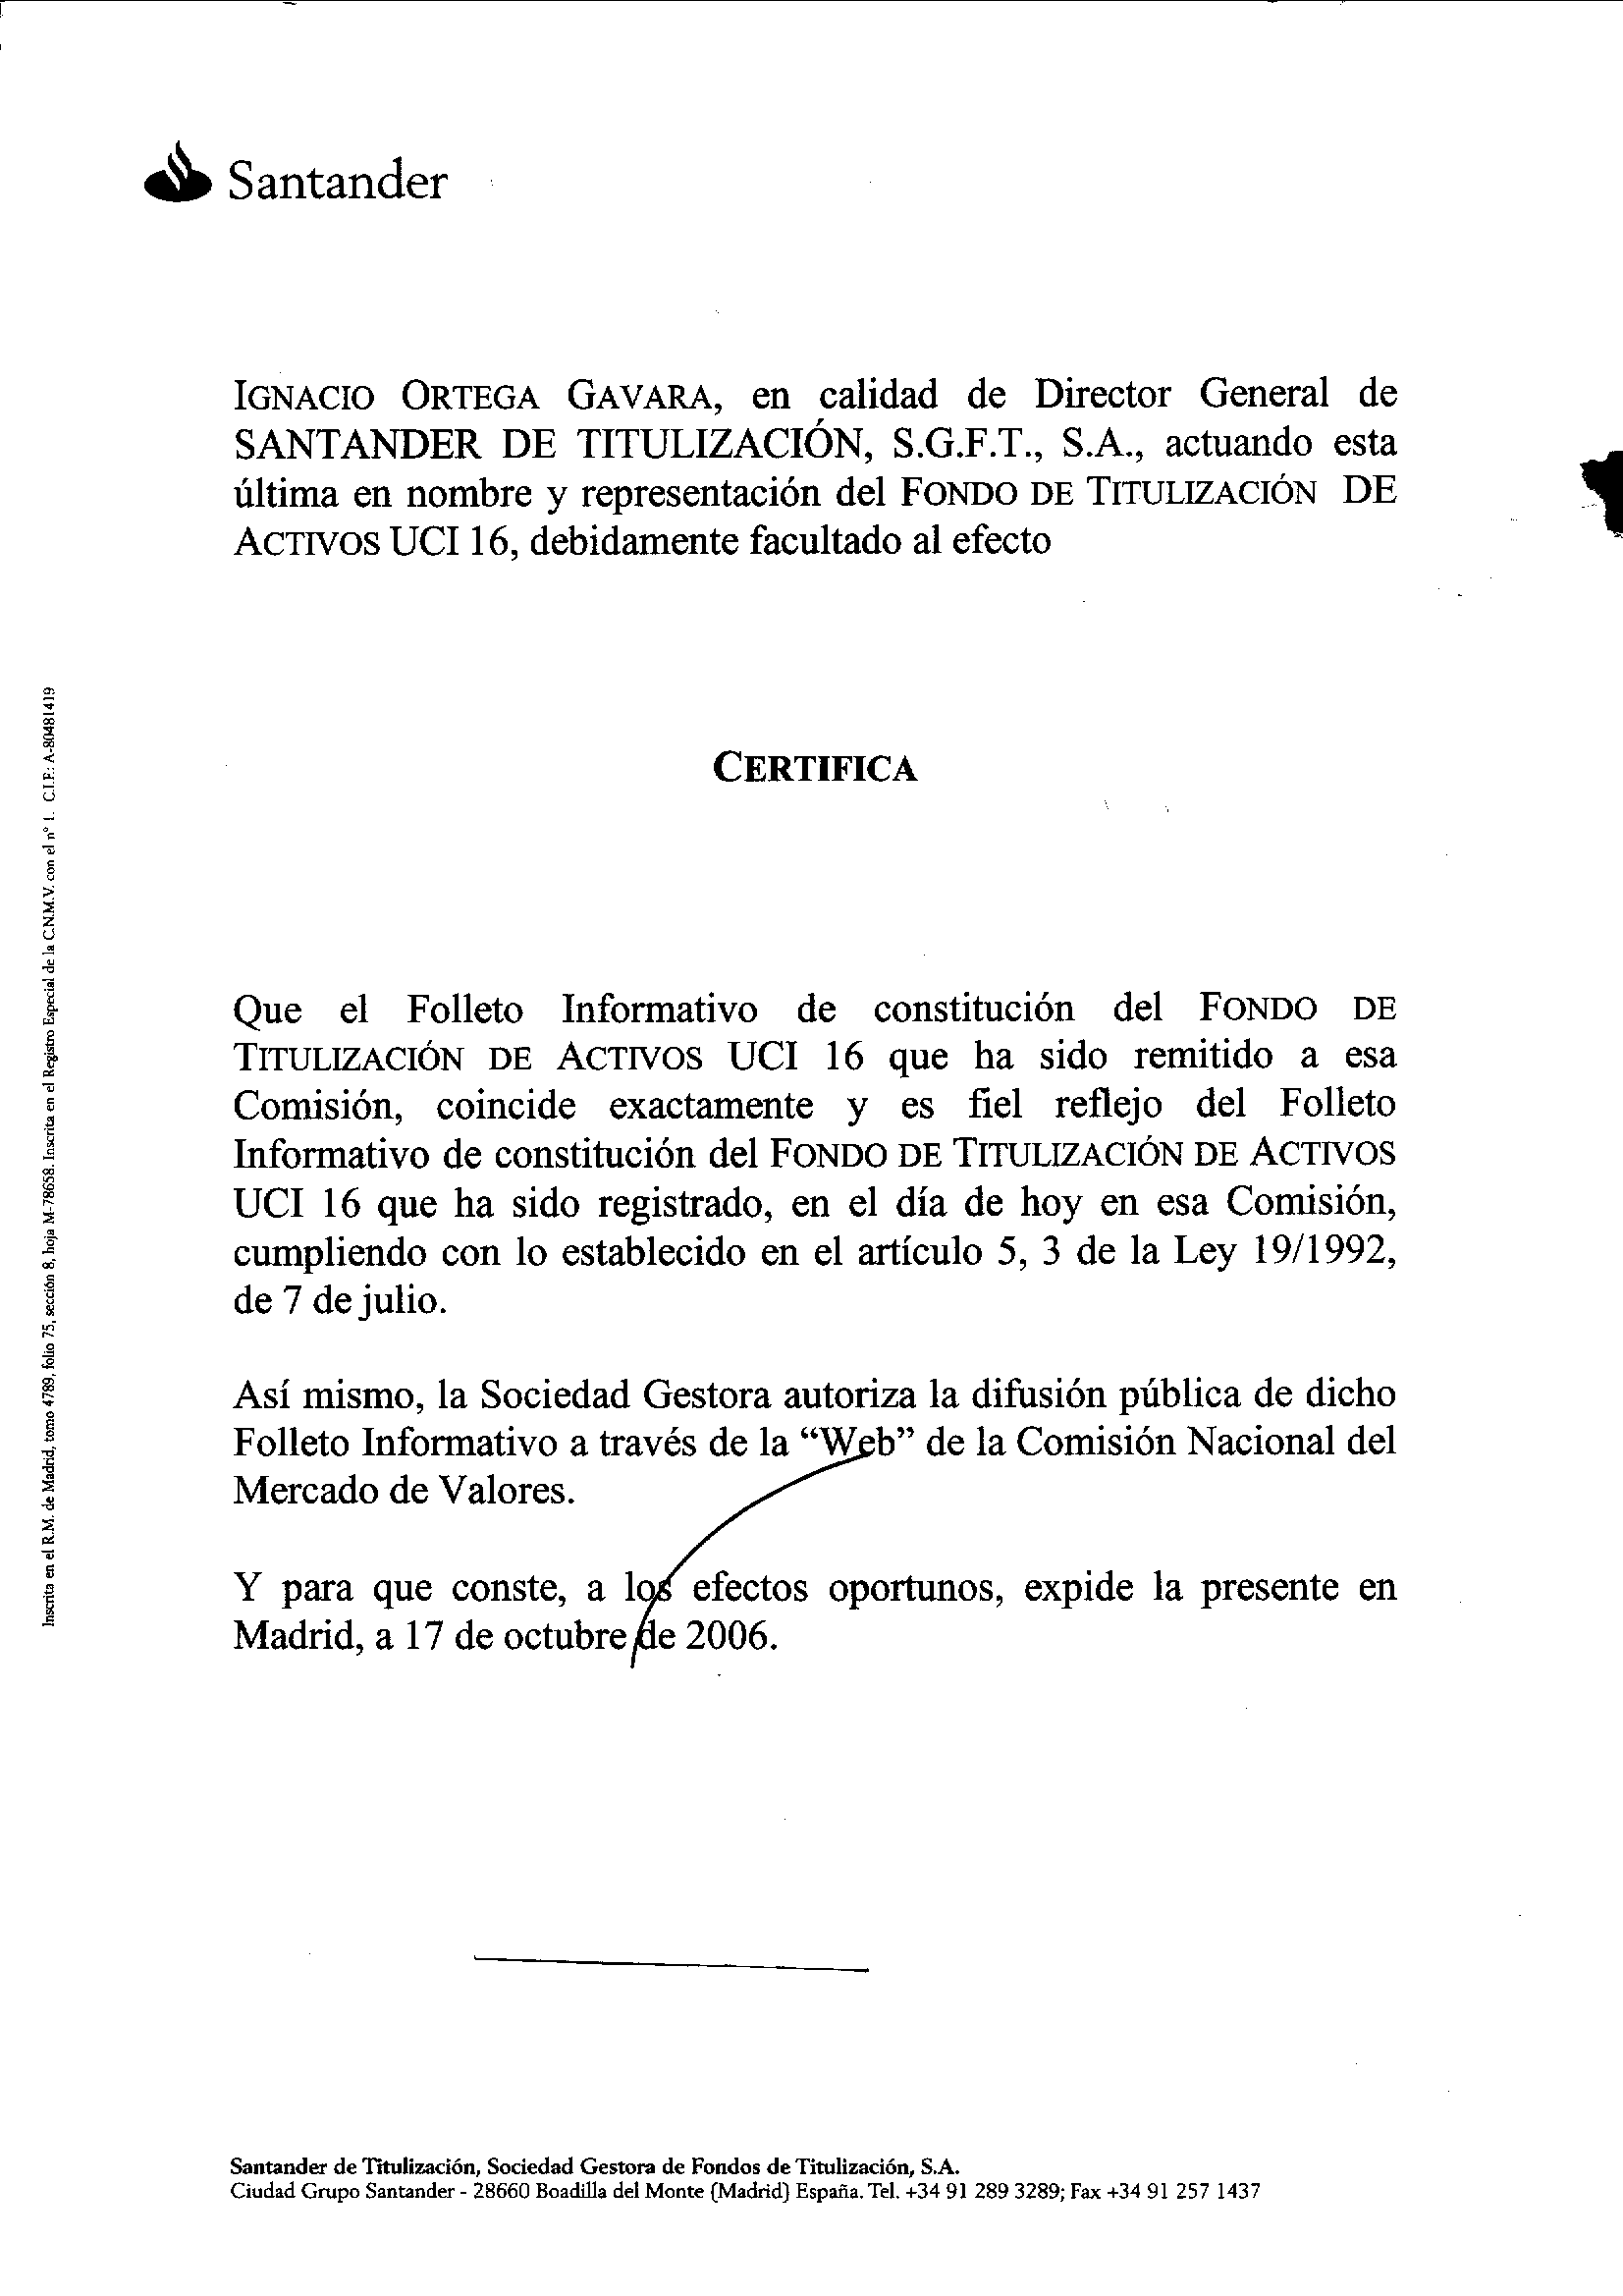 Santander
IGNACIO ORTEGA GAVARA, en calidad de Director General de
SANTANDER DE TITULIZACIÓN, S.G.F.T., S.A., actuando esta
última en nombre y representación del FONDO DE TITULIZACIÓN DE
ACTIVOS UCI 16, debidamente facultado al efecto
CERTIFICA
Que el Folleto Informativo de constitución del FONDO DE
TITULIZACIÓN DE ACTIVOS UCI 16 que ha sido remitido a esa
Comisión, coincide exactamente y es fiel reflejo del Folleto
Informativo de constitución del FONDO DE TITULIZACIÓN DE ACTIVOS
UCI 16 que ha sido registrado, en el día de hoy en esa Comisión,
cumpliendo con lo establecido en el artículo 5, 3 de la Ley 19/1992,
de 7 de julio.
Así mismo, la Sociedad Gestora autoriza la difusión pública de dicho
Folleto Informativo a través de la “Web” de la Comisión Nacional del
Mercado de Valores.
Y para que conste, a los efectos oportunos, expide la presente en
Madrid, a 17 de octubre de 2006.
Inscrita en el R.M. de Madrid, tomo 4789, folio 75, sección 8, hoja M-78658. Inscrita en el Registro Especial de la C.N.M.V. con el nº 1. C.I.F.: A-80481419
Santander de Titulización, Sociedad Gestora de Fondos de Titulización, S.A.
Ciudad Grupo Santander - 28660 Boadilla del Monte (Madrid) España. Tel. +34 91 289 3289; Fax +34 91 257 1437